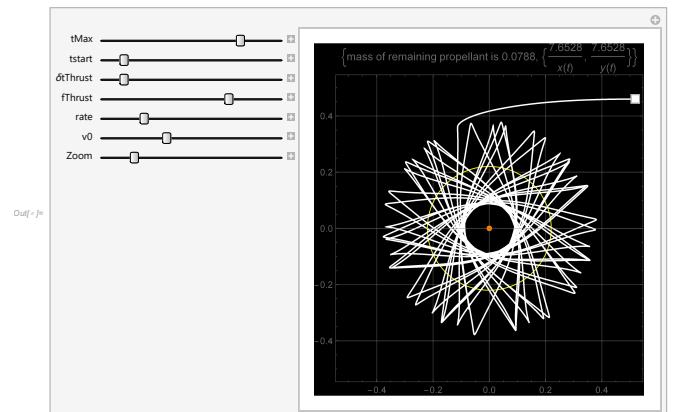 tMax
tstart
δtThrust
fThrust
rate
v0
Zoom
Out[•]=
{mass of remaining propellant is 0.0788, {7.6528/x(t), 7.6528/y(t)}}
0.4
0.2
0.0
-0.2
-0.4
-0.4 -0.2 0.0 0.2 0.4